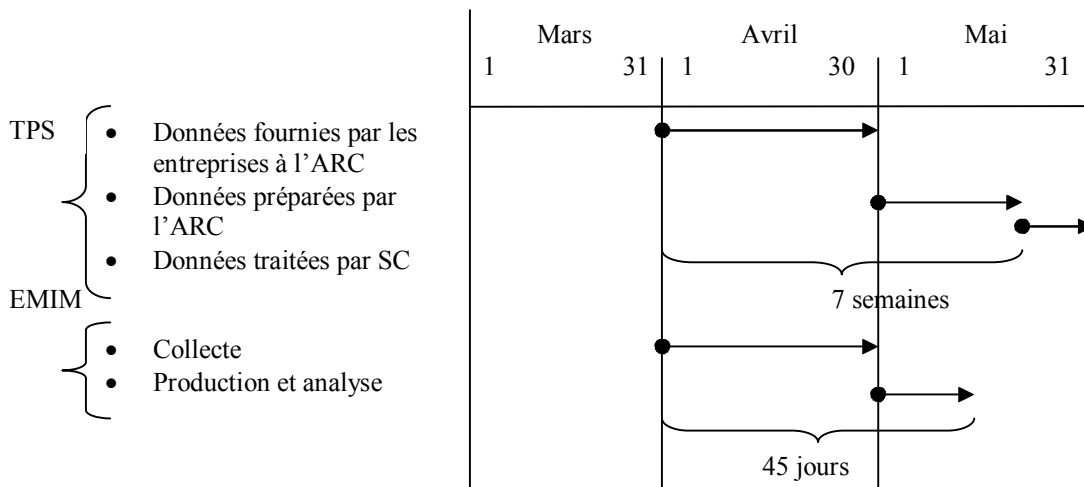 Mars Avril Mai
1 31 1 30 1 31
TPS
• Données fournies par les
entreprises à l’ARC
• Données préparées par
l’ARC
• Données traitées par SC
7 semaines
EMIM
• Collecte
• Production et analyse
45 jours